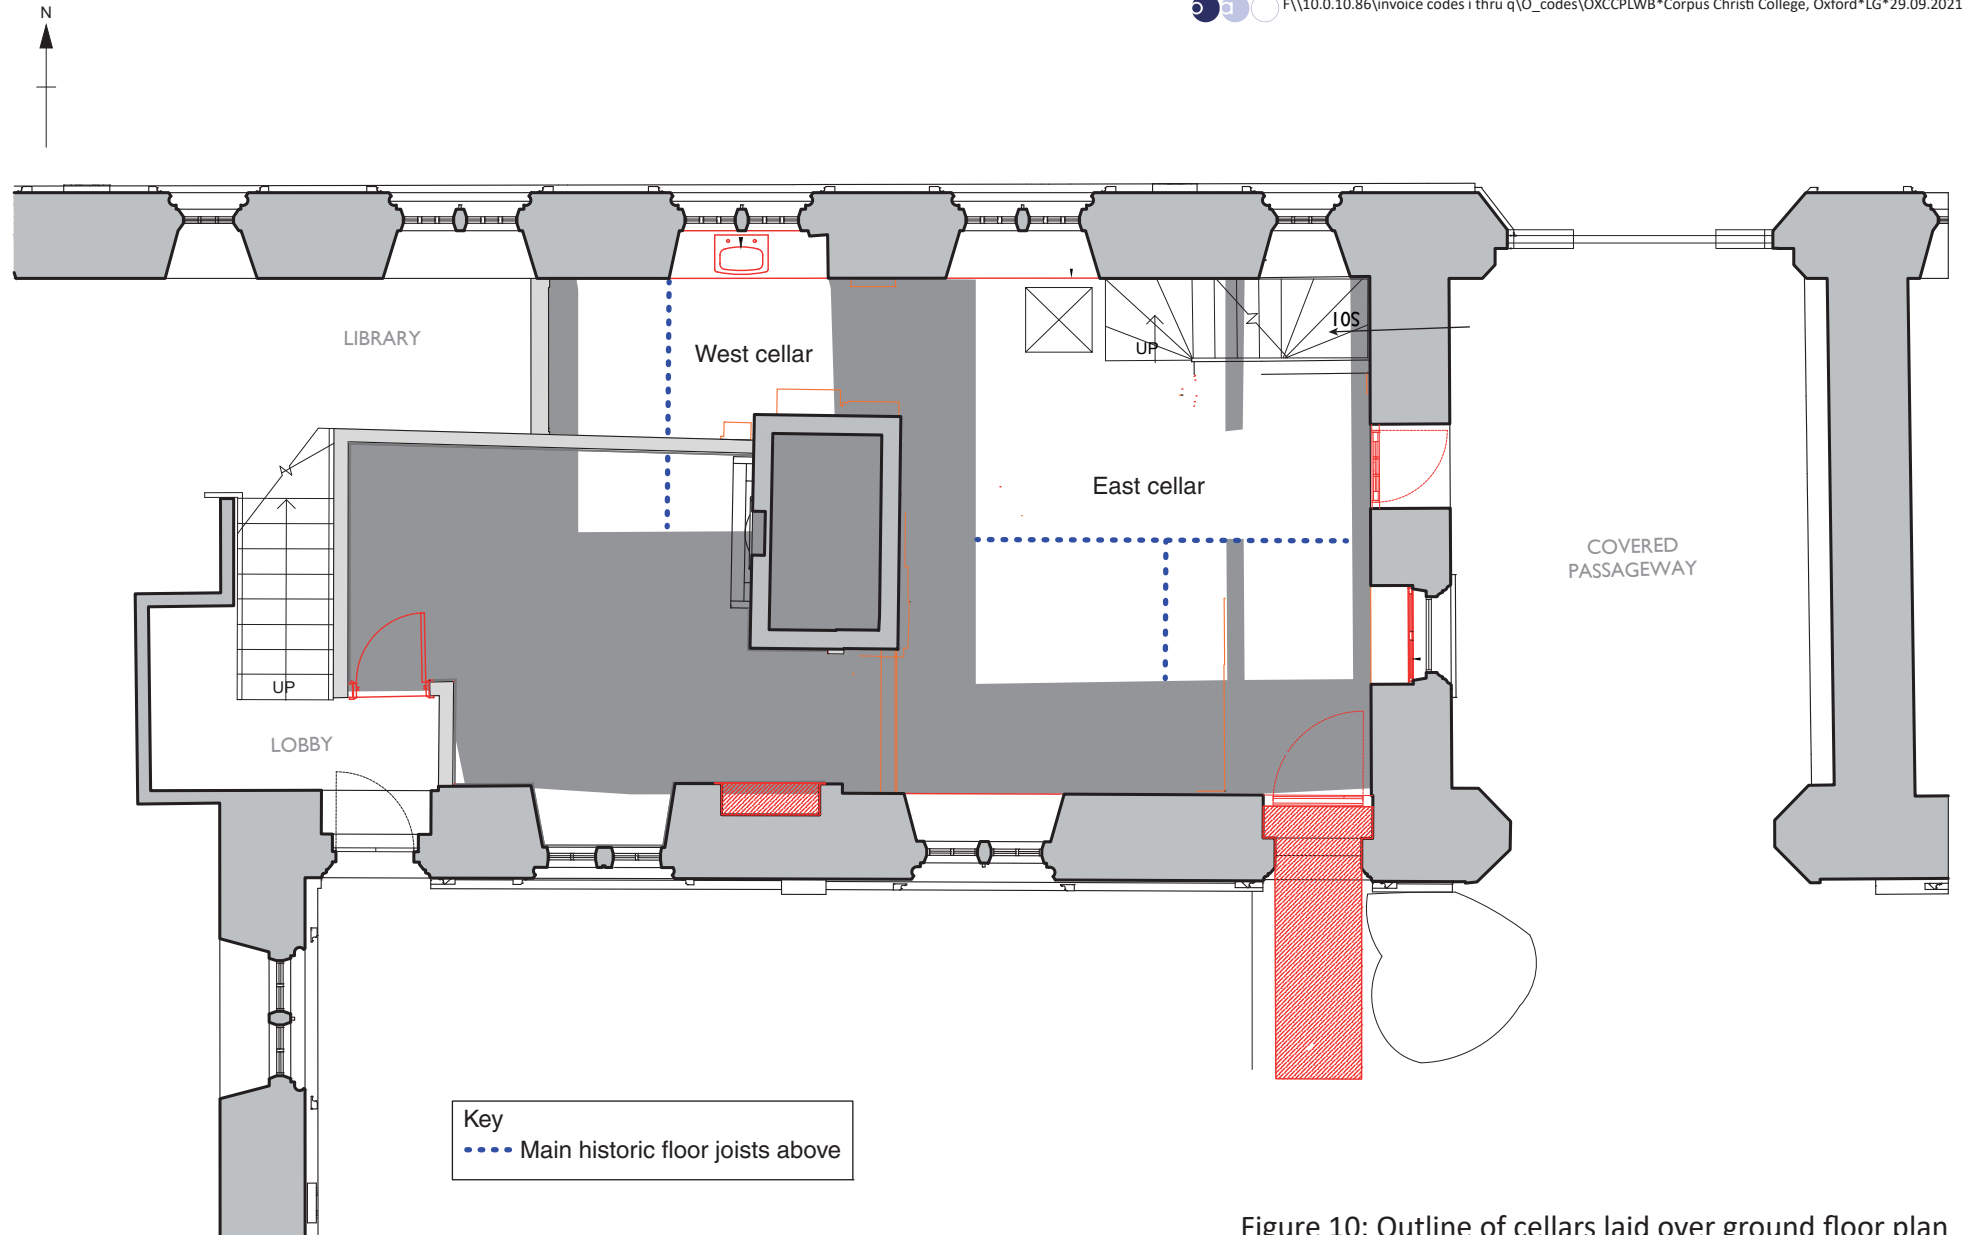 N
o a F\\10.0.10.86\invoice codes i thru q\O_codes\OXCCPLWB*Corpus Christi College, Oxford*LG*29.09.2021
LIBRARY
West cellar
UP
10S
East cellar
COVERED
PASSAGEWAY
UP
LOBBY
Key
Main historic floor joists above
Figure 10: Outline of cellars laid over ground floor plan